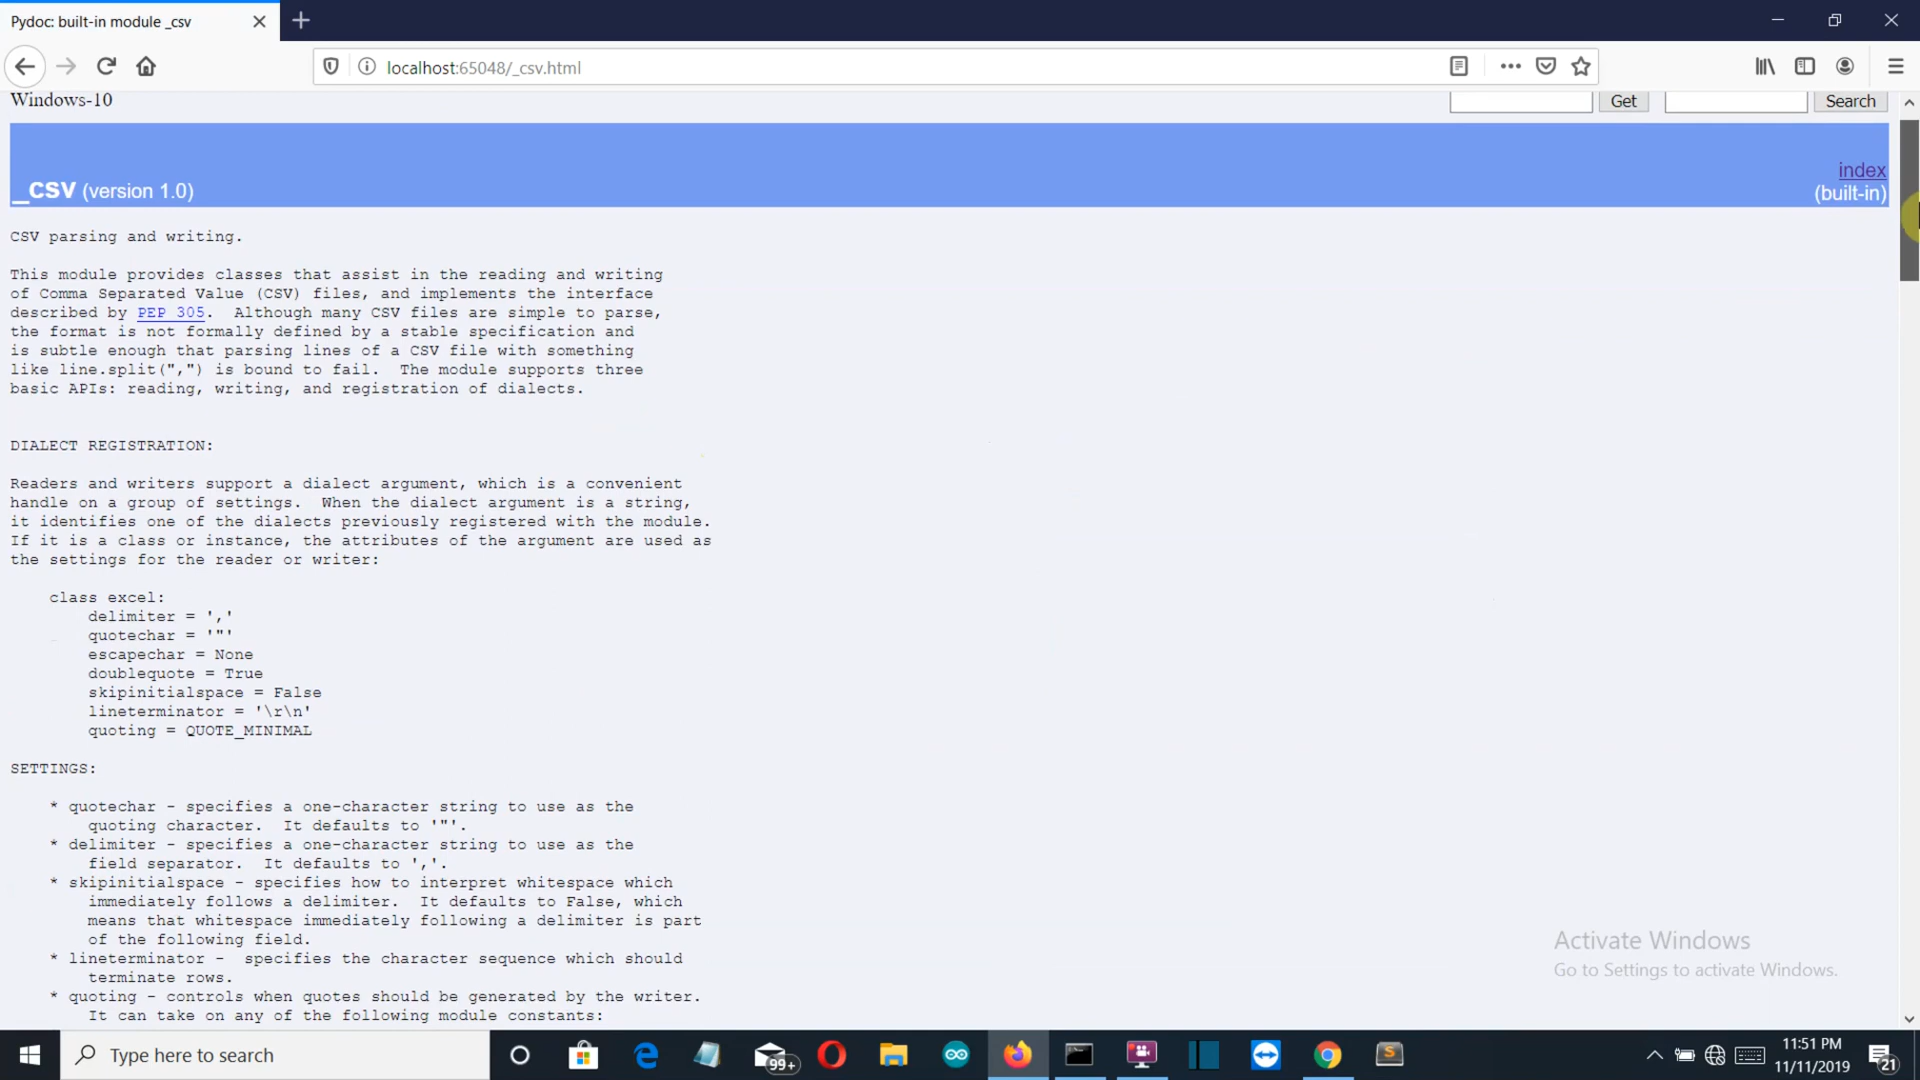 Pydoc: built-in module _csv
localhost:65048/_csv.html
Windows-10
Get
Search
index
_CSV (version 1.0)
(built-in)
CSV parsing and writing.
This module provides classes that assist in the reading and writing
of Comma Separated Value (CSV) files, and implements the interface
described by PEP 305.  Although many CSV files are simple to parse,
the format is not formally defined by a stable specification and
is subtle enough that parsing lines of a CSV file with something
like line.split(",") is bound to fail.  The module supports three
basic APIs: reading, writing, and registration of dialects.
DIALECT REGISTRATION:
Readers and writers support a dialect argument, which is a convenient
handle on a group of settings.  When the dialect argument is a string,
it identifies one of the dialects previously registered with the module.
If it is a class or instance, the attributes of the argument are used as
the settings for the reader or writer:
class excel:
delimiter = ','
quotechar = '"'
escapechar = None
doublequote = True
skipinitialspace = False
lineterminator = '\r\n'
quoting = QUOTE_MINIMAL
SETTINGS:
* quotechar - specifies a one-character string to use as the
quoting character.  It defaults to '"'.
* delimiter - specifies a one-character string to use as the
field separator.  It defaults to ','.
* skipinitialspace - specifies how to interpret whitespace which
immediately follows a delimiter.  It defaults to False, which
means that whitespace immediately following a delimiter is part
of the following field.
* lineterminator -  specifies the character sequence which should
terminate rows.
* quoting - controls when quotes should be generated by the writer.
It can take on any of the following module constants:
Activate Windows
Go to Settings to activate Windows.
Type here to search
99+
S
11:51 PM
11/11/2019
21